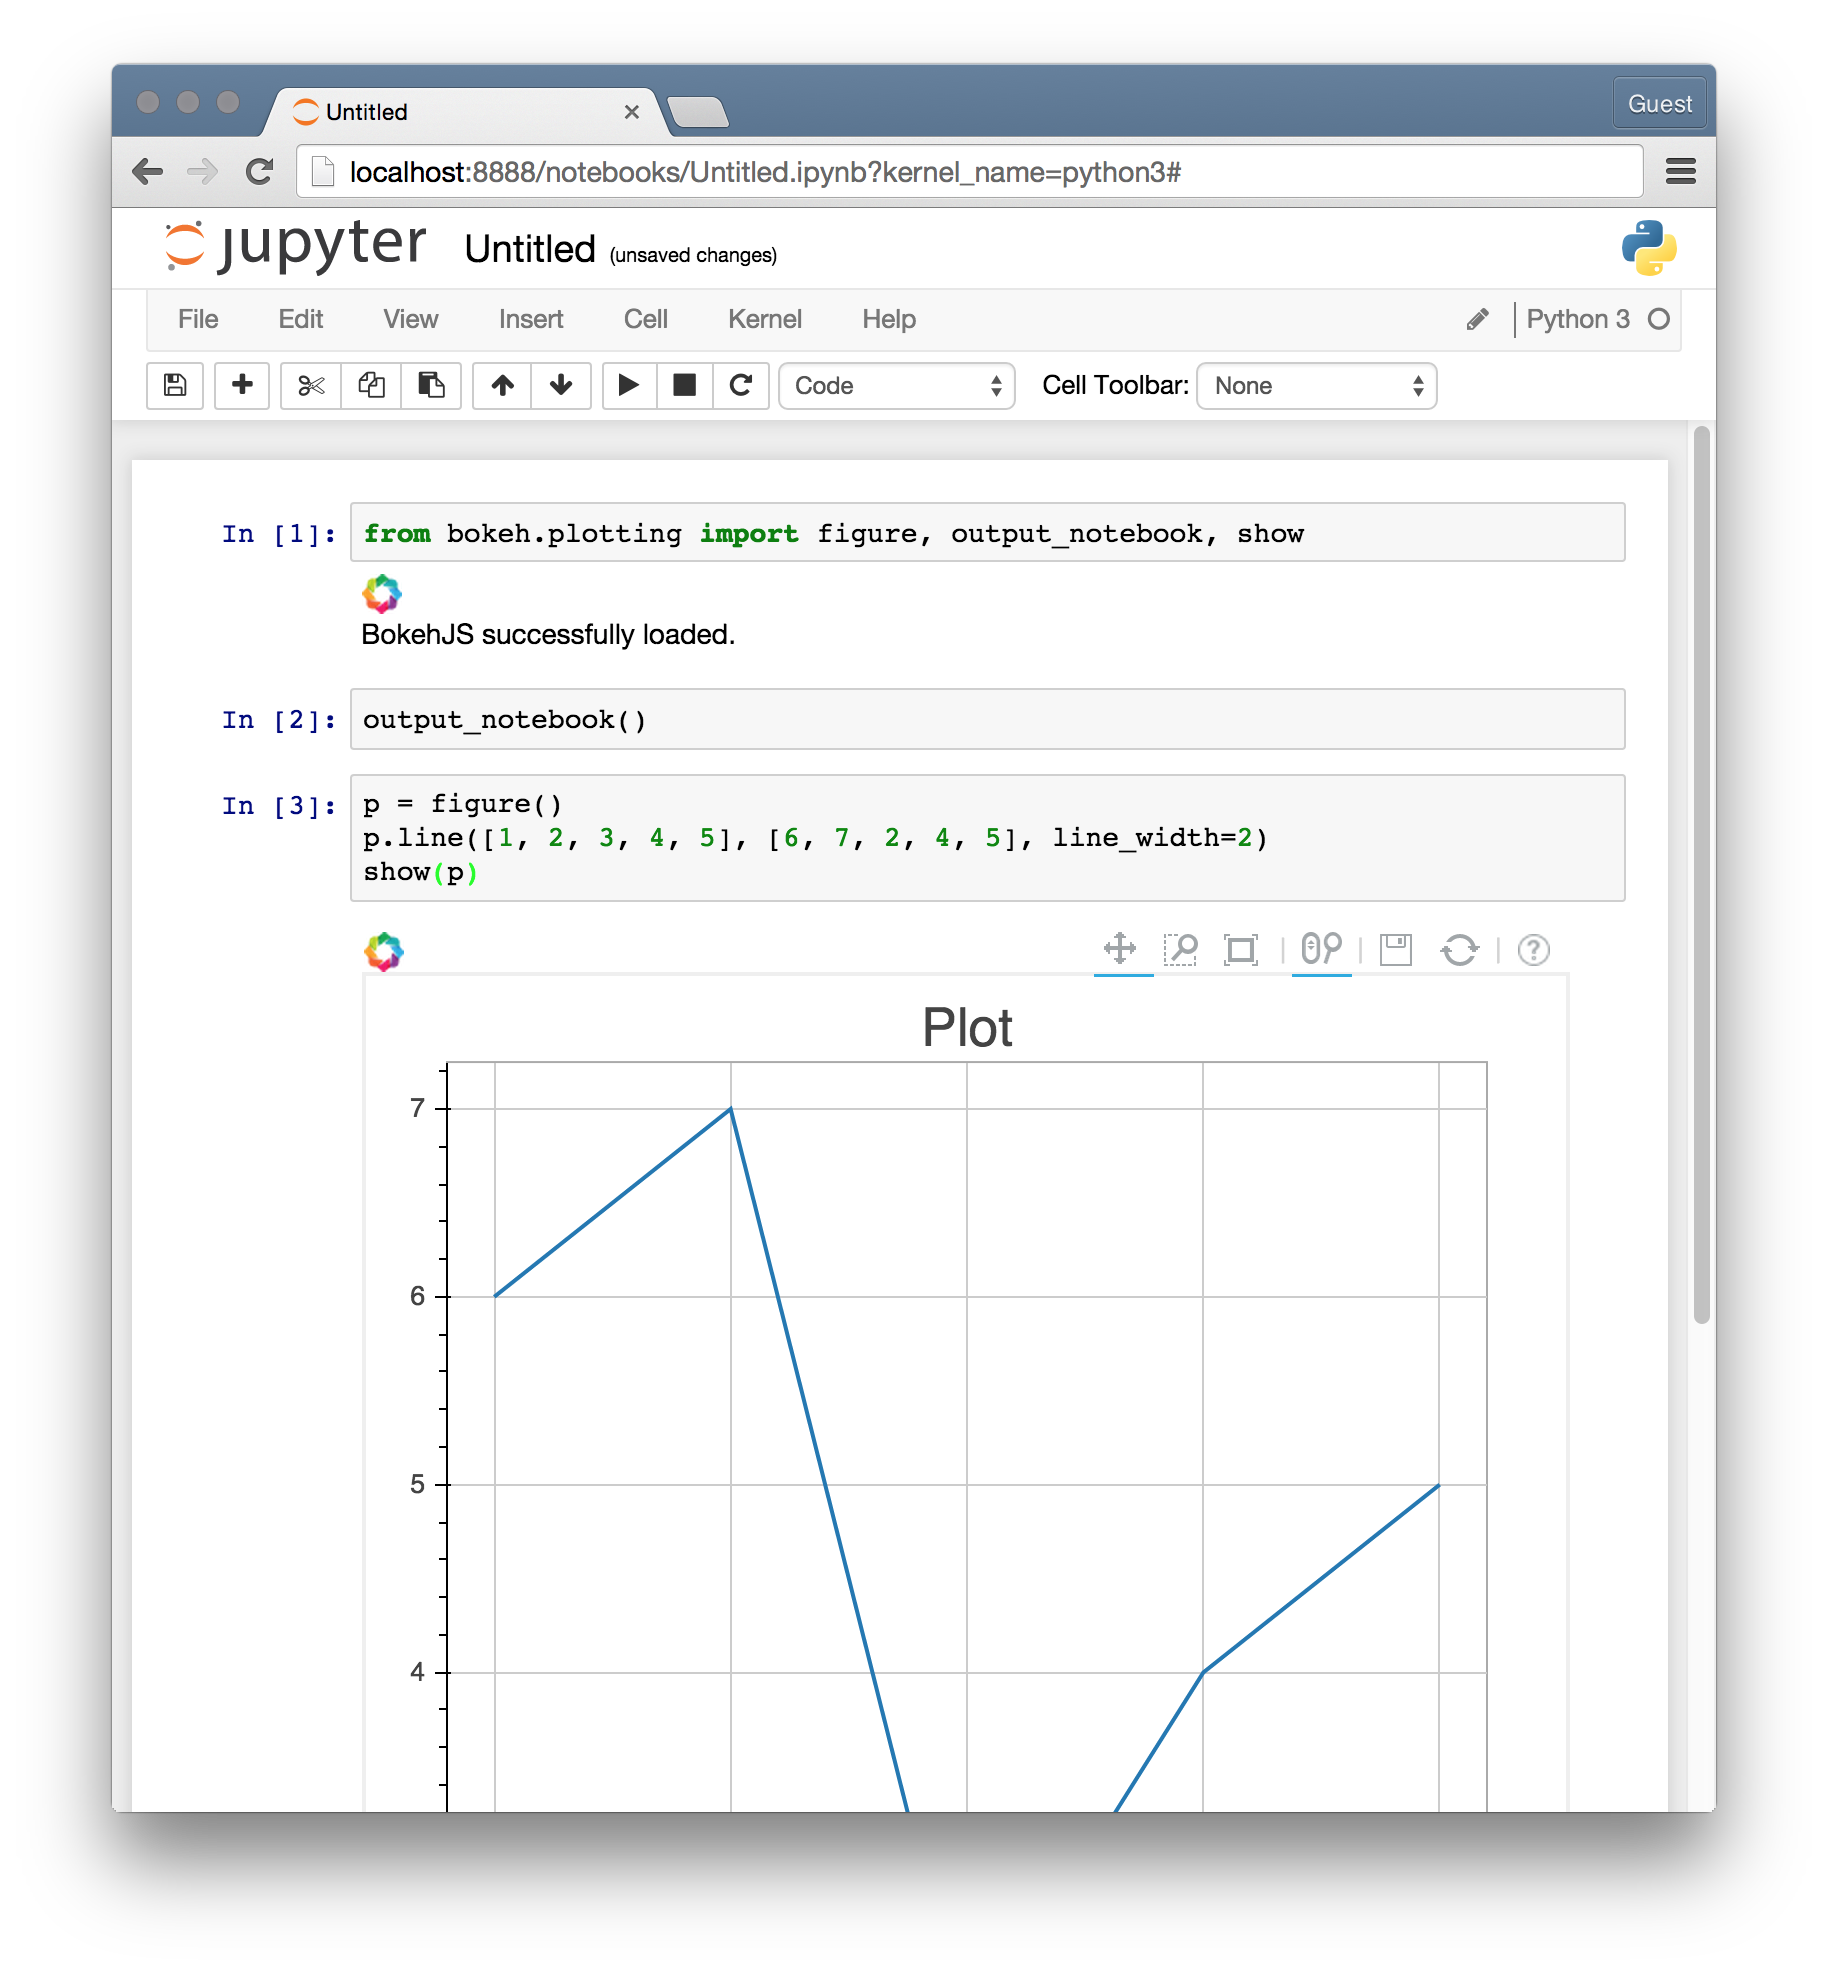 Untitled
Guest
localhost:8888/notebooks/Untitled.ipynb?kernel_name=python3#
jupyter Untitled (unsaved changes)
File Edit View Insert Cell Kernel Help Python 3
Code Cell Toolbar: None
In [1]: from bokeh.plotting import figure, output_notebook, show
BokehJS successfully loaded.
In [2]: output_notebook()
In [3]: p = figure()
p.line([1, 2, 3, 4, 5], [6, 7, 2, 4, 5], line_width=2)
show(p)
Plot
7
6
5
4